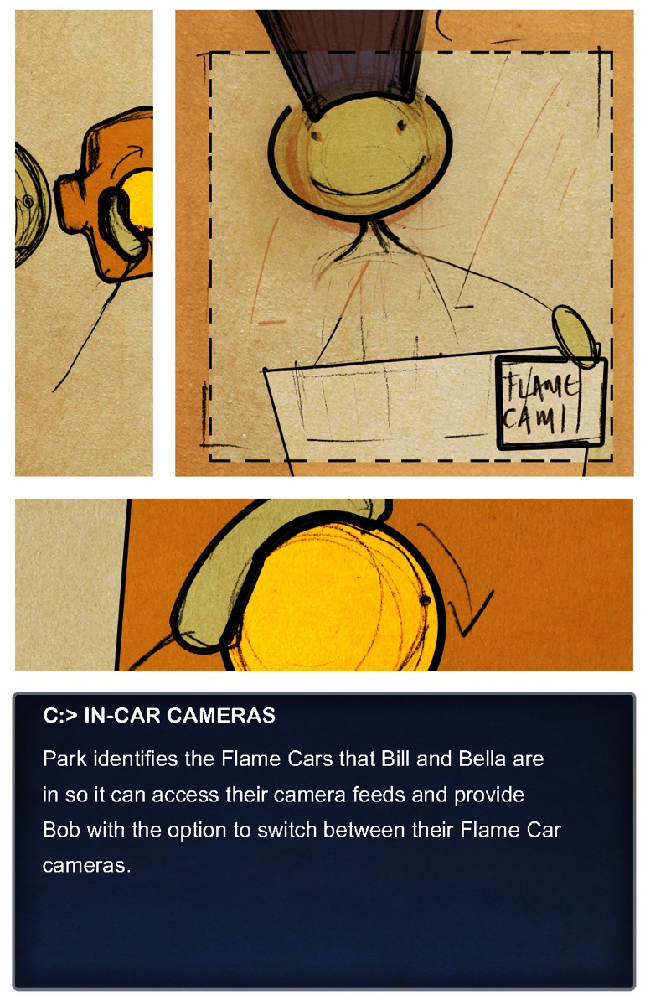 FLAME
CAM 1
C:> IN-CAR CAMERAS
Park identifies the Flame Cars that Bill and Bella are
in so it can access their camera feeds and provide
Bob with the option to switch between their Flame Car
cameras.